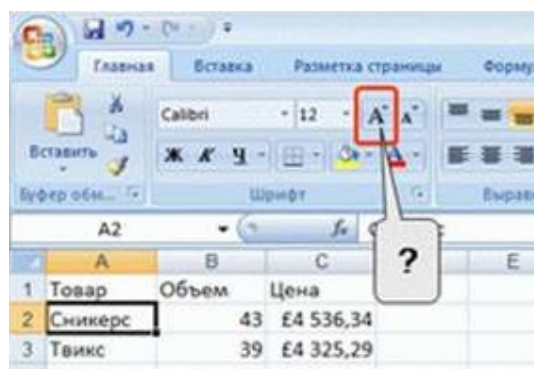 Главная Вставка Разметка страницы Форму
Calibri 12 A A
Вставить Ж К Ч A
Буфер обм... Шрифт Вырав
A2 fx
?
A B C E
1 Товар Объем Цена
2 Сникерс 43 £4 536,34
3 Твикс 39 £4 325,29